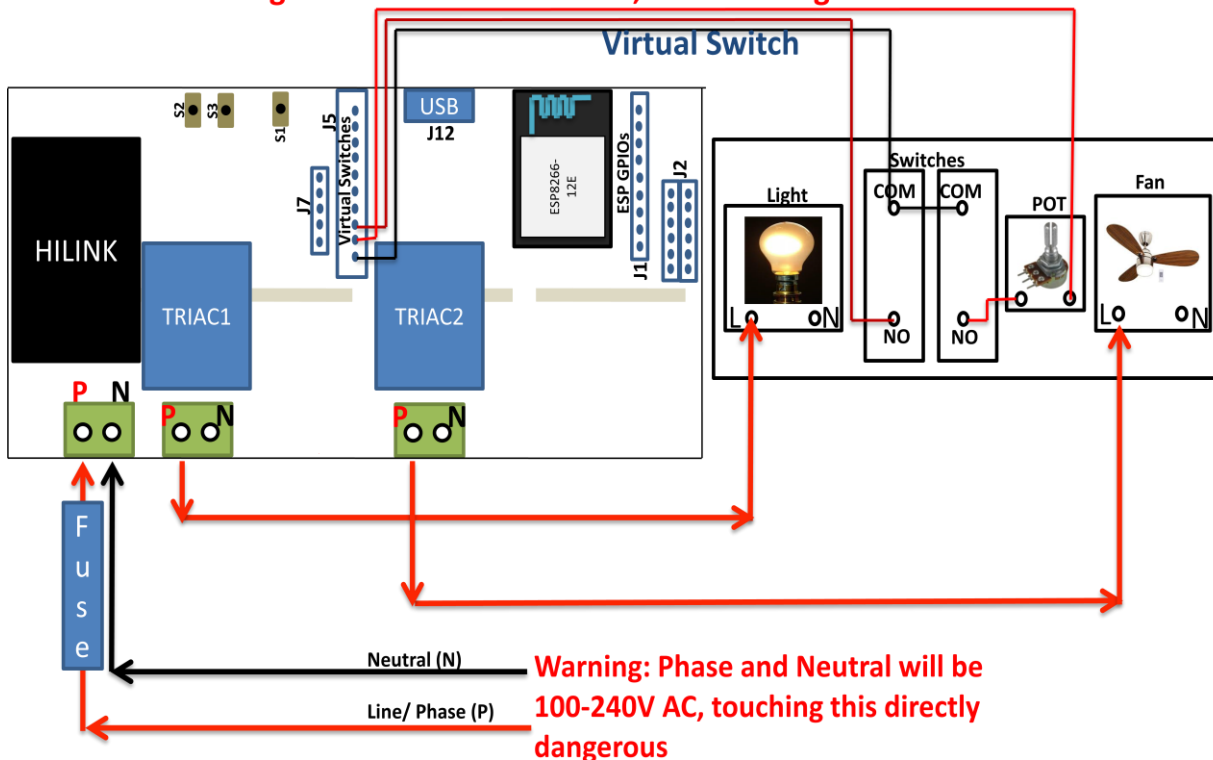 Virtual Switch
S2
S3
S1
J5
Virtual Switches
J7
USB
J12
ESP8266-
12E
ESP GPIOs
J1
J2
HILINK
TRIAC1
TRIAC2
P N
P N
P N
Switches
Light
COM COM
POT
Fan
L N
NO NO
L N
Fuse
Neutral (N)
Line/ Phase (P)
Warning: Phase and Neutral will be
100-240V AC, touching this directly
dangerous